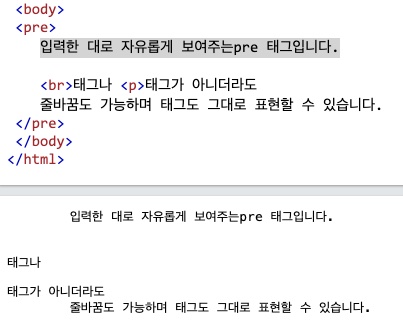 <body>
<pre>
입력한 대로 자유롭게 보여주는pre 태그입니다.
<br>태그나 <p>태그가 아니더라도
줄바꿈도 가능하며 태그도 그대로 표현할 수 있습니다.
</pre>
</body>
</html>
입력한 대로 자유롭게 보여주는pre 태그입니다.
태그나
태그가 아니더라도
줄바꿈도 가능하며 태그도 그대로 표현할 수 있습니다.